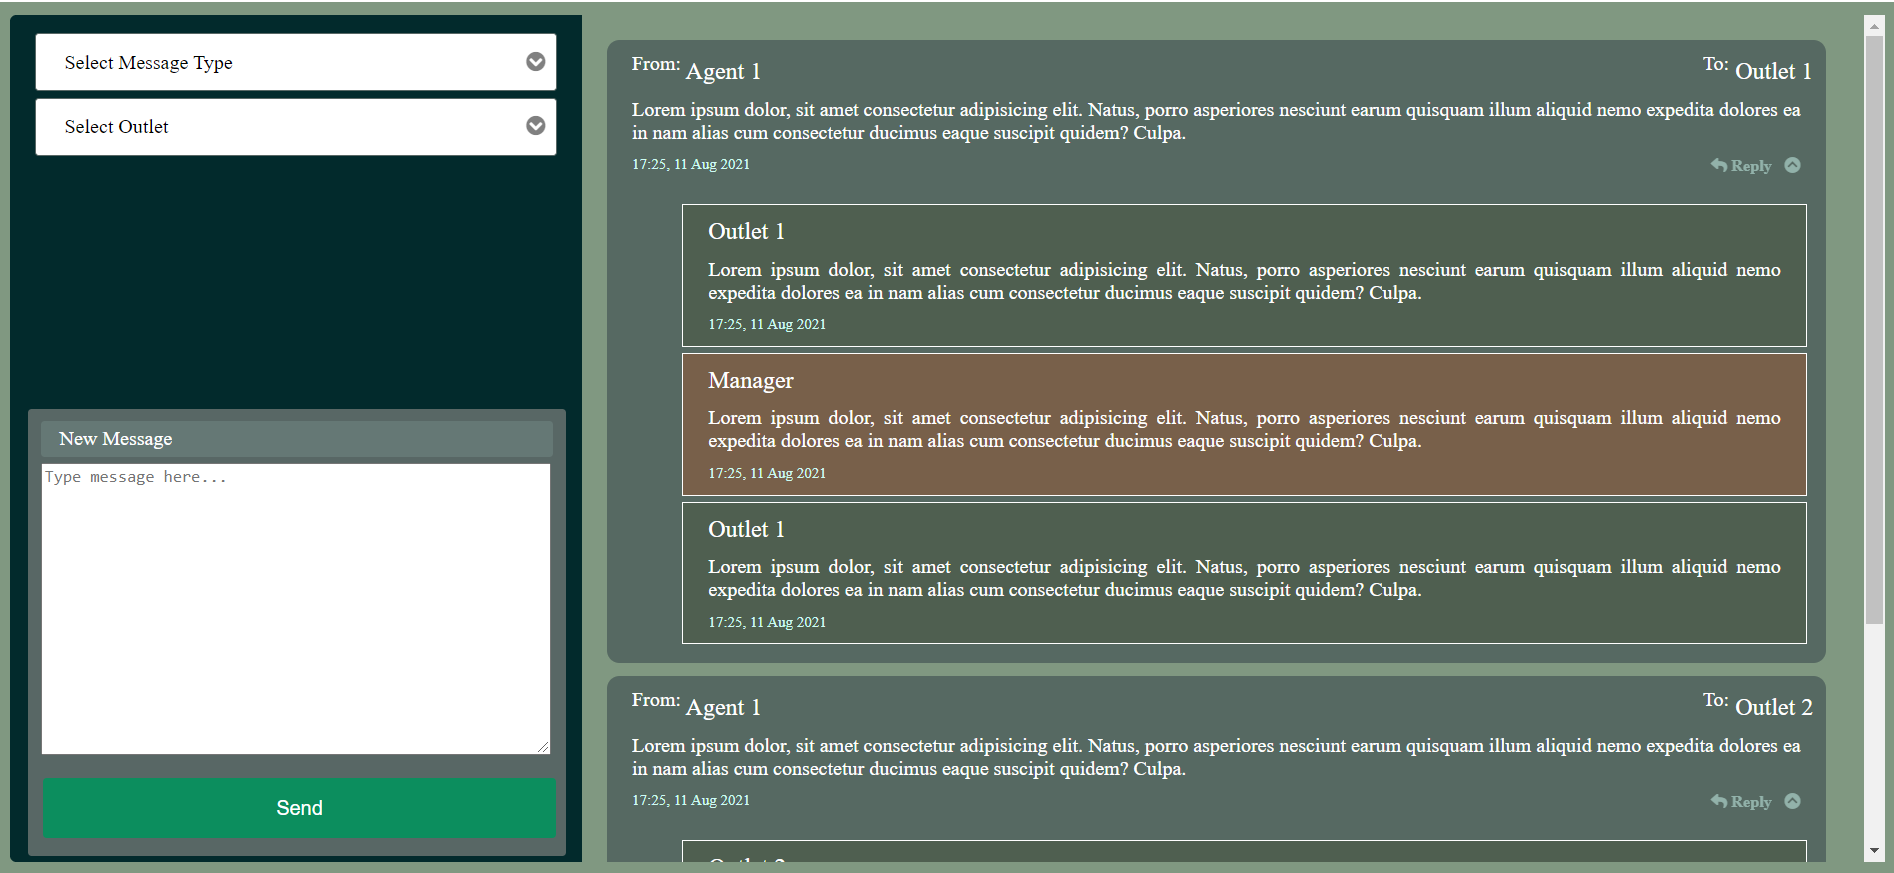 Select Message Type
Select Outlet
New Message
Type message here...
Send
From: Agent 1
To: Outlet 1
Lorem ipsum dolor, sit amet consectetur adipisicing elit. Natus, porro asperiores nesciunt earum quisquam illum aliquid nemo expedita dolores ea
in nam alias cum consectetur ducimus eaque suscipit quidem? Culpa.
17:25, 11 Aug 2021
Reply
Outlet 1
Lorem ipsum dolor, sit amet consectetur adipisicing elit. Natus, porro asperiores nesciunt earum quisquam illum aliquid nemo
expedita dolores ea in nam alias cum consectetur ducimus eaque suscipit quidem? Culpa.
17:25, 11 Aug 2021
Manager
Lorem ipsum dolor, sit amet consectetur adipisicing elit. Natus, porro asperiores nesciunt earum quisquam illum aliquid nemo
expedita dolores ea in nam alias cum consectetur ducimus eaque suscipit quidem? Culpa.
17:25, 11 Aug 2021
Outlet 1
Lorem ipsum dolor, sit amet consectetur adipisicing elit. Natus, porro asperiores nesciunt earum quisquam illum aliquid nemo
expedita dolores ea in nam alias cum consectetur ducimus eaque suscipit quidem? Culpa.
17:25, 11 Aug 2021
From: Agent 1
To: Outlet 2
Lorem ipsum dolor, sit amet consectetur adipisicing elit. Natus, porro asperiores nesciunt earum quisquam illum aliquid nemo expedita dolores ea
in nam alias cum consectetur ducimus eaque suscipit quidem? Culpa.
17:25, 11 Aug 2021
Reply
Outlet 2